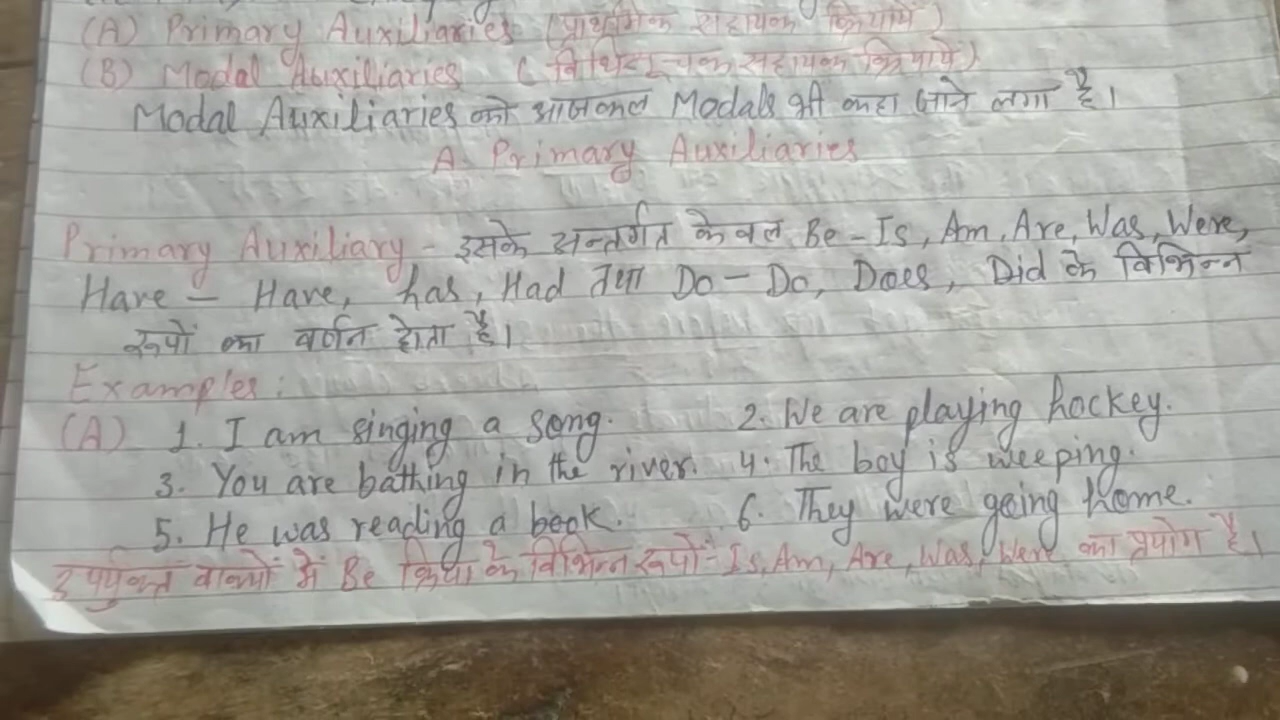 (A) Primary Auxiliaries (प्राथमिक सहायक क्रियायें)
(B) Modal Auxiliaries (सहायक क्रियायें)
Modal Auxiliaries को आजकल Modals भी कहा जाने लगा है।
A. Primary Auxiliaries
Primary Auxiliary - इसके अन्तर्गत केवल Be - Is, Am, Are, Was, Were,
Have - Have, has, Had तथा Do - Do, Does, Did के विभिन्न
रूपों का वर्णन होता है।
Examples:
(A) 1. I am singing a song. 2. We are playing hockey.
3. You are bathing in the river. 4. The boy is weeping.
5. He was reading a book. 6. They were going home.
उपर्युक्त वाक्यों में Be क्रिया के विभिन्न रूपों - Is, Am, Are, Was, Were का प्रयोग है।